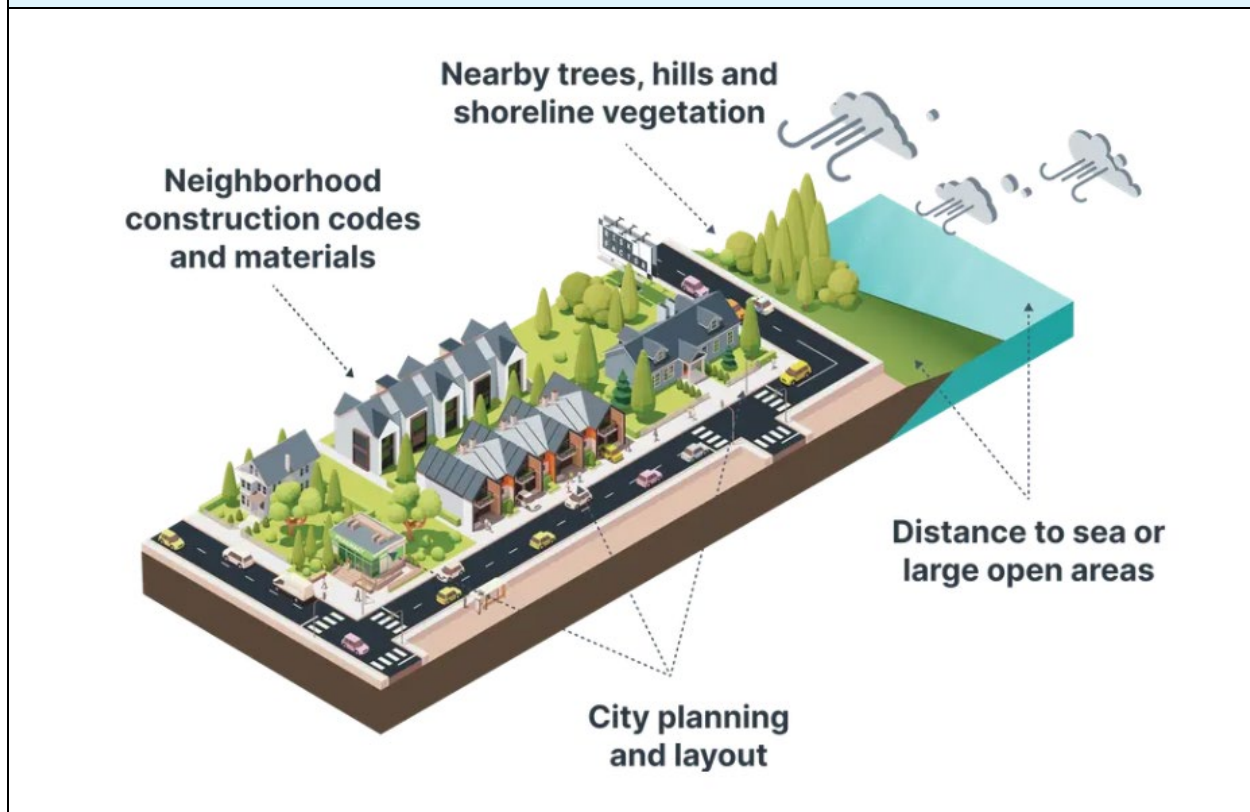 Nearby trees, hills and
shoreline vegetation
Neighborhood
construction codes
and materials
Distance to sea or
large open areas
City planning
and layout